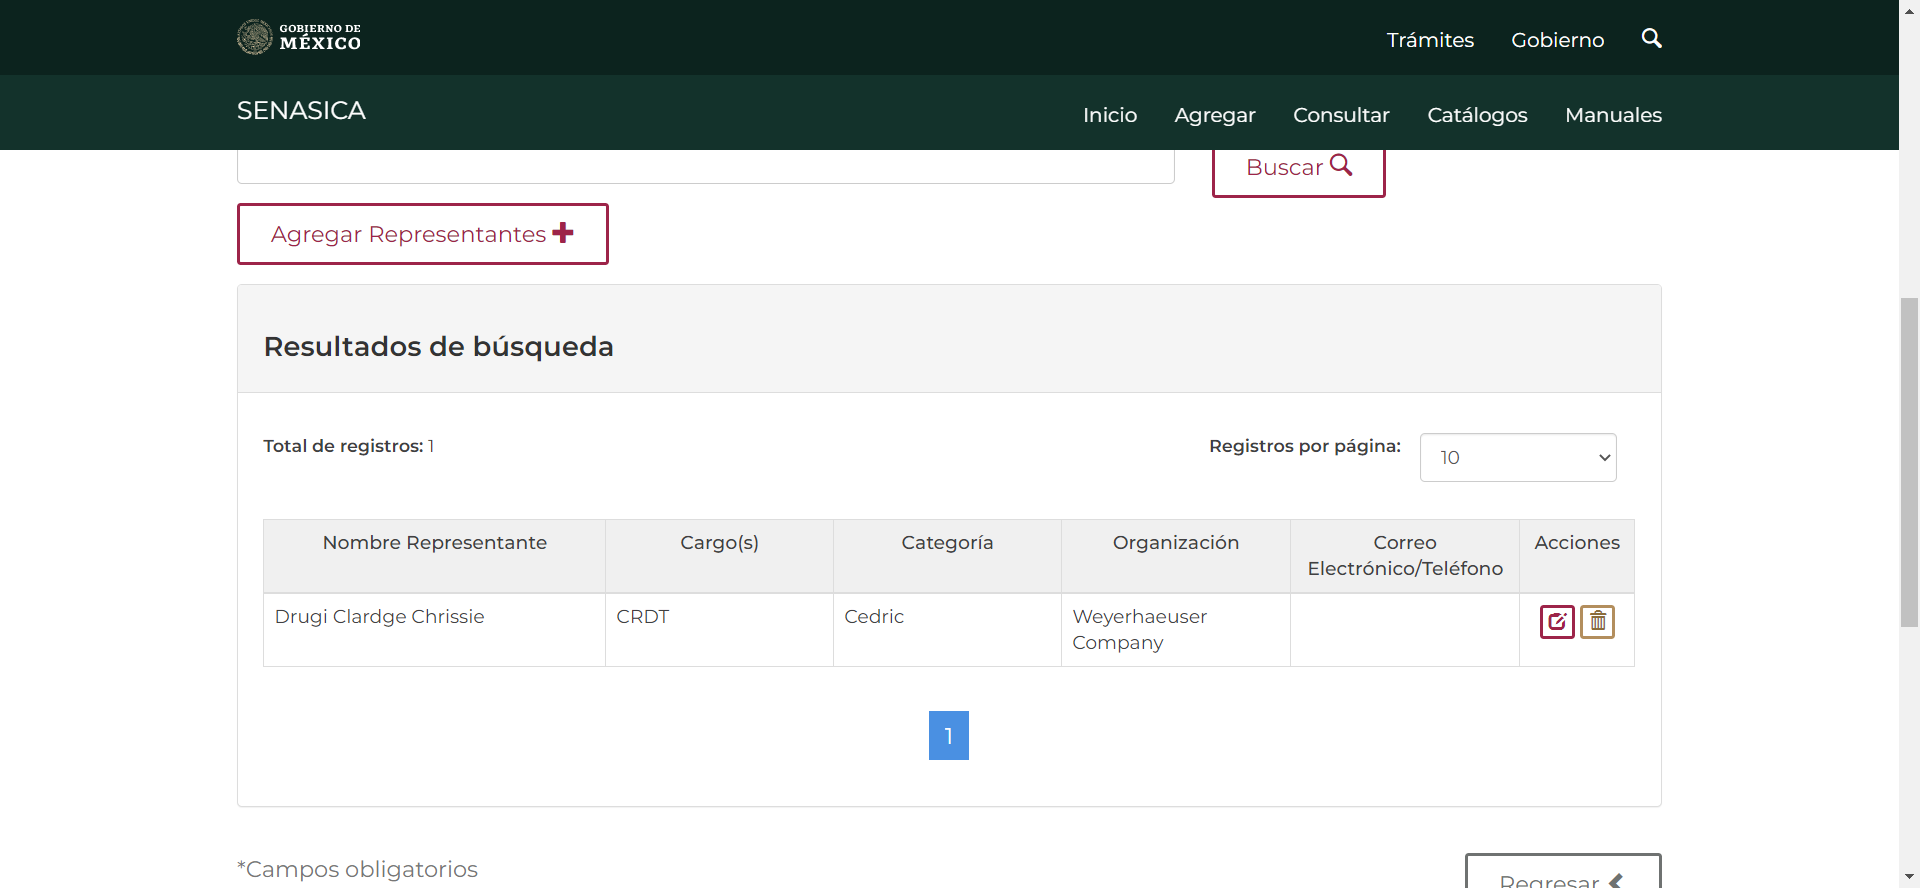 GOBIERNO DE
MÉXICO
Trámites
Gobierno
SENASICA
Inicio
Agregar
Consultar
Catálogos
Manuales
Buscar
Agregar Representantes
Resultados de búsqueda
Total de registros: 1
Registros por página:
10
Nombre Representante
Cargo(s)
Categoría
Organización
Correo
Electrónico/Teléfono
Acciones
Drugi Clardge Chrissie
CRDT
Cedric
Weyerhaeuser
Company
1
*Campos obligatorios
Regresar